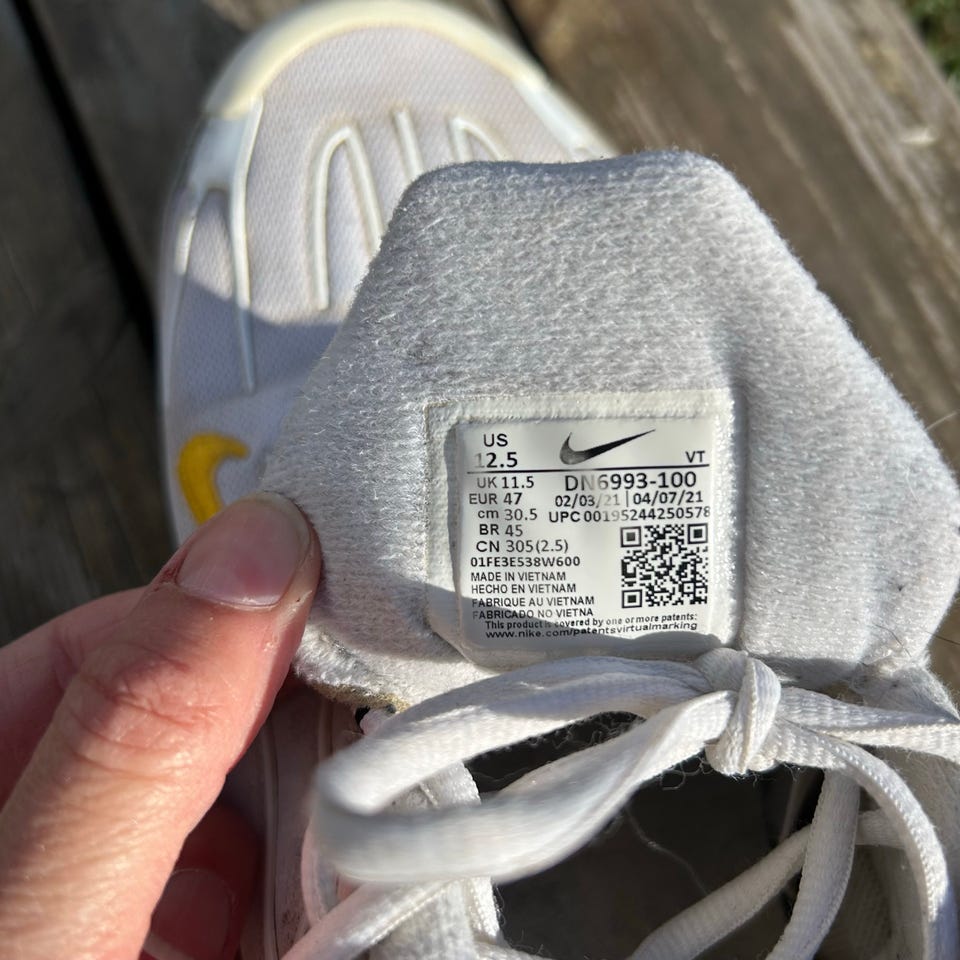 US
12.5
VT
UK 11.5
DN6993-100
EUR 47
02/03/21 | 04/07/21
cm 30.5
UPC 00195244250578
BR 45
CN 305(2.5)
01FE3E538W600
MADE IN VIETNAM
HECHO EN VIETNAM
FABRIQUE AU VIETNAM
FABRICADO NO VIETNA
This product is covered by one or more patents:
www.nike.com/patentsvirtualmarking